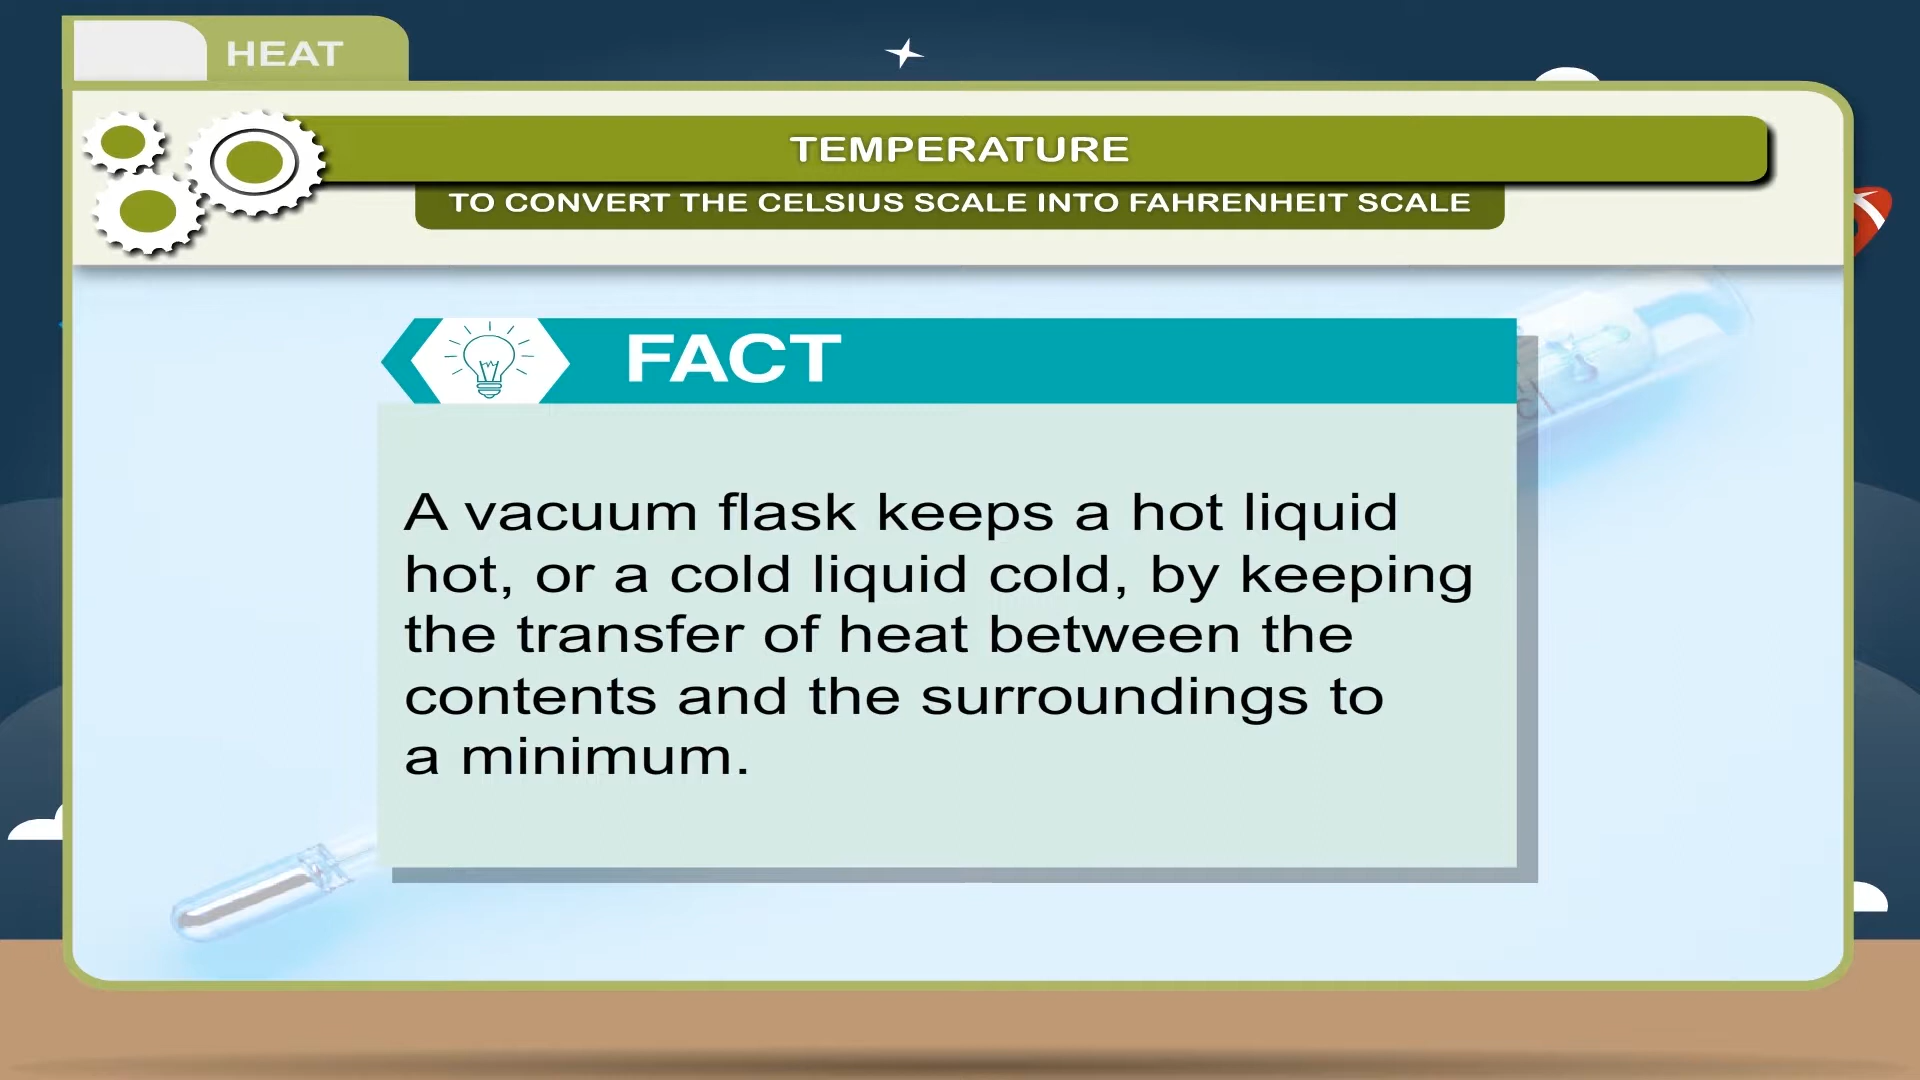 HEAT
TEMPERATURE
TO CONVERT THE CELSIUS SCALE INTO FAHRENHEIT SCALE
FACT
A vacuum flask keeps a hot liquid
hot, or a cold liquid cold, by keeping
the transfer of heat between the
contents and the surroundings to
a minimum.